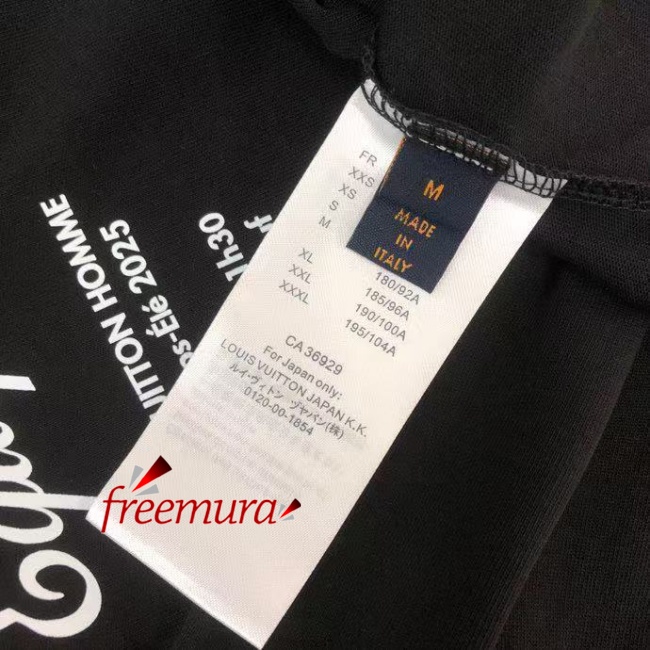 FR
XXS
XS
S
M
XL 180/92A
XXL 185/96A
XXXL 190/100A
195/104A
M
MADE
IN
ITALY
CA 36929
For Japan only:
LOUIS VUITTON JAPAN K.K.
ルイ・ヴィトン ヅャパン(株)
0120-00-1854
UITTON HOMME
ps-Élé 2025
1h30
freemura